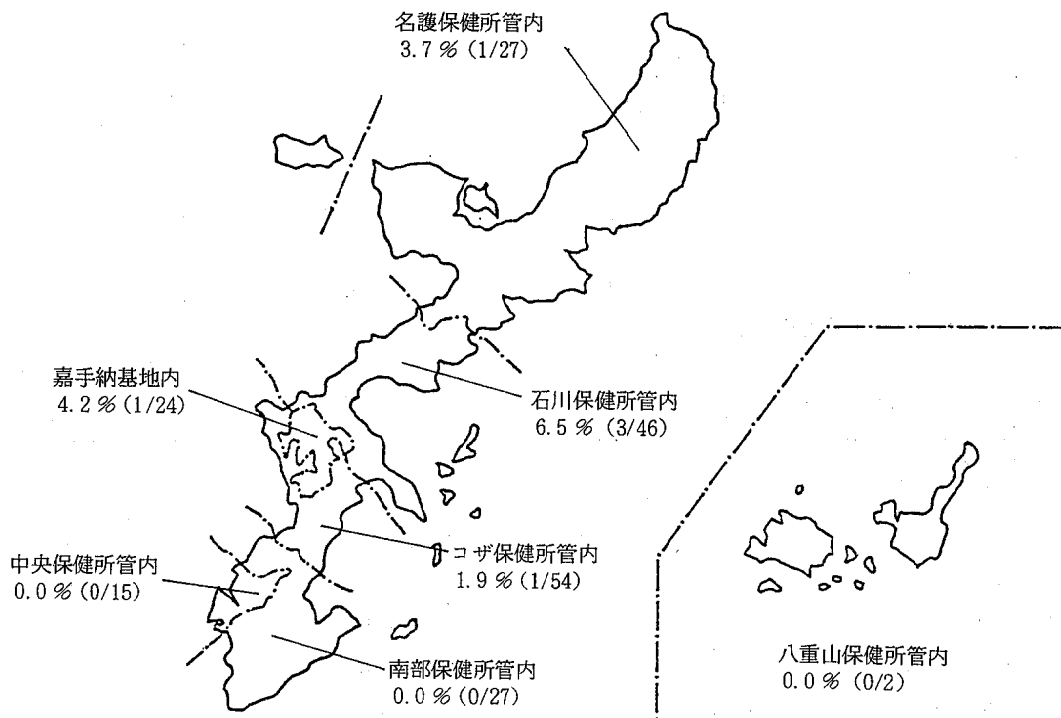 名護保健所管内
3.7％(1/27)
嘉手納基地内
4.2％(1/24)
石川保健所管内
6.5％(3/46)
中央保健所管内
0.0％(0/15)
コザ保健所管内
1.9％(1/54)
南部保健所管内
0.0％(0/27)
八重山保健所管内
0.0％(0/2)